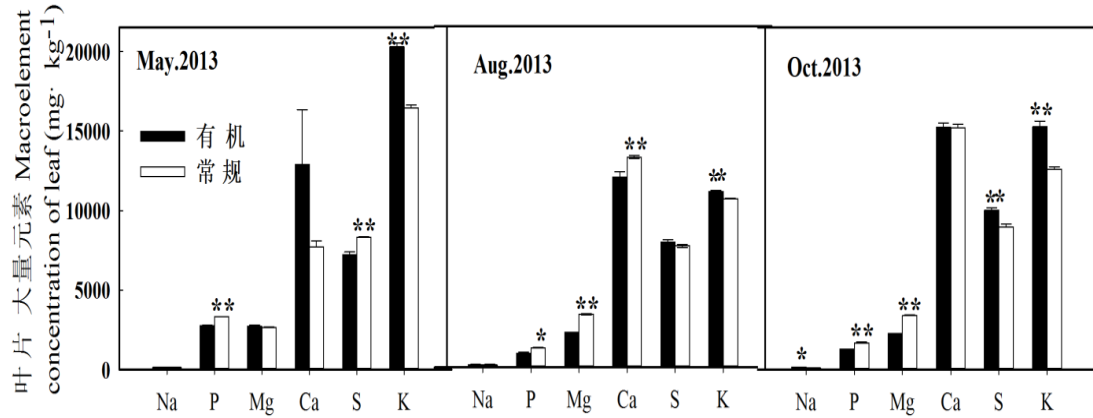 叶片 大量元素 Macroelement
concentration of leaf (mg· kg⁻¹)
20000
15000
10000
5000
0
May.2013
有机
常规
**
**
**
Na P Mg Ca S K
Aug.2013
*
**
**
**
Na P Mg Ca S K
Oct.2013
*
**
**
**
**
Na P Mg Ca S K